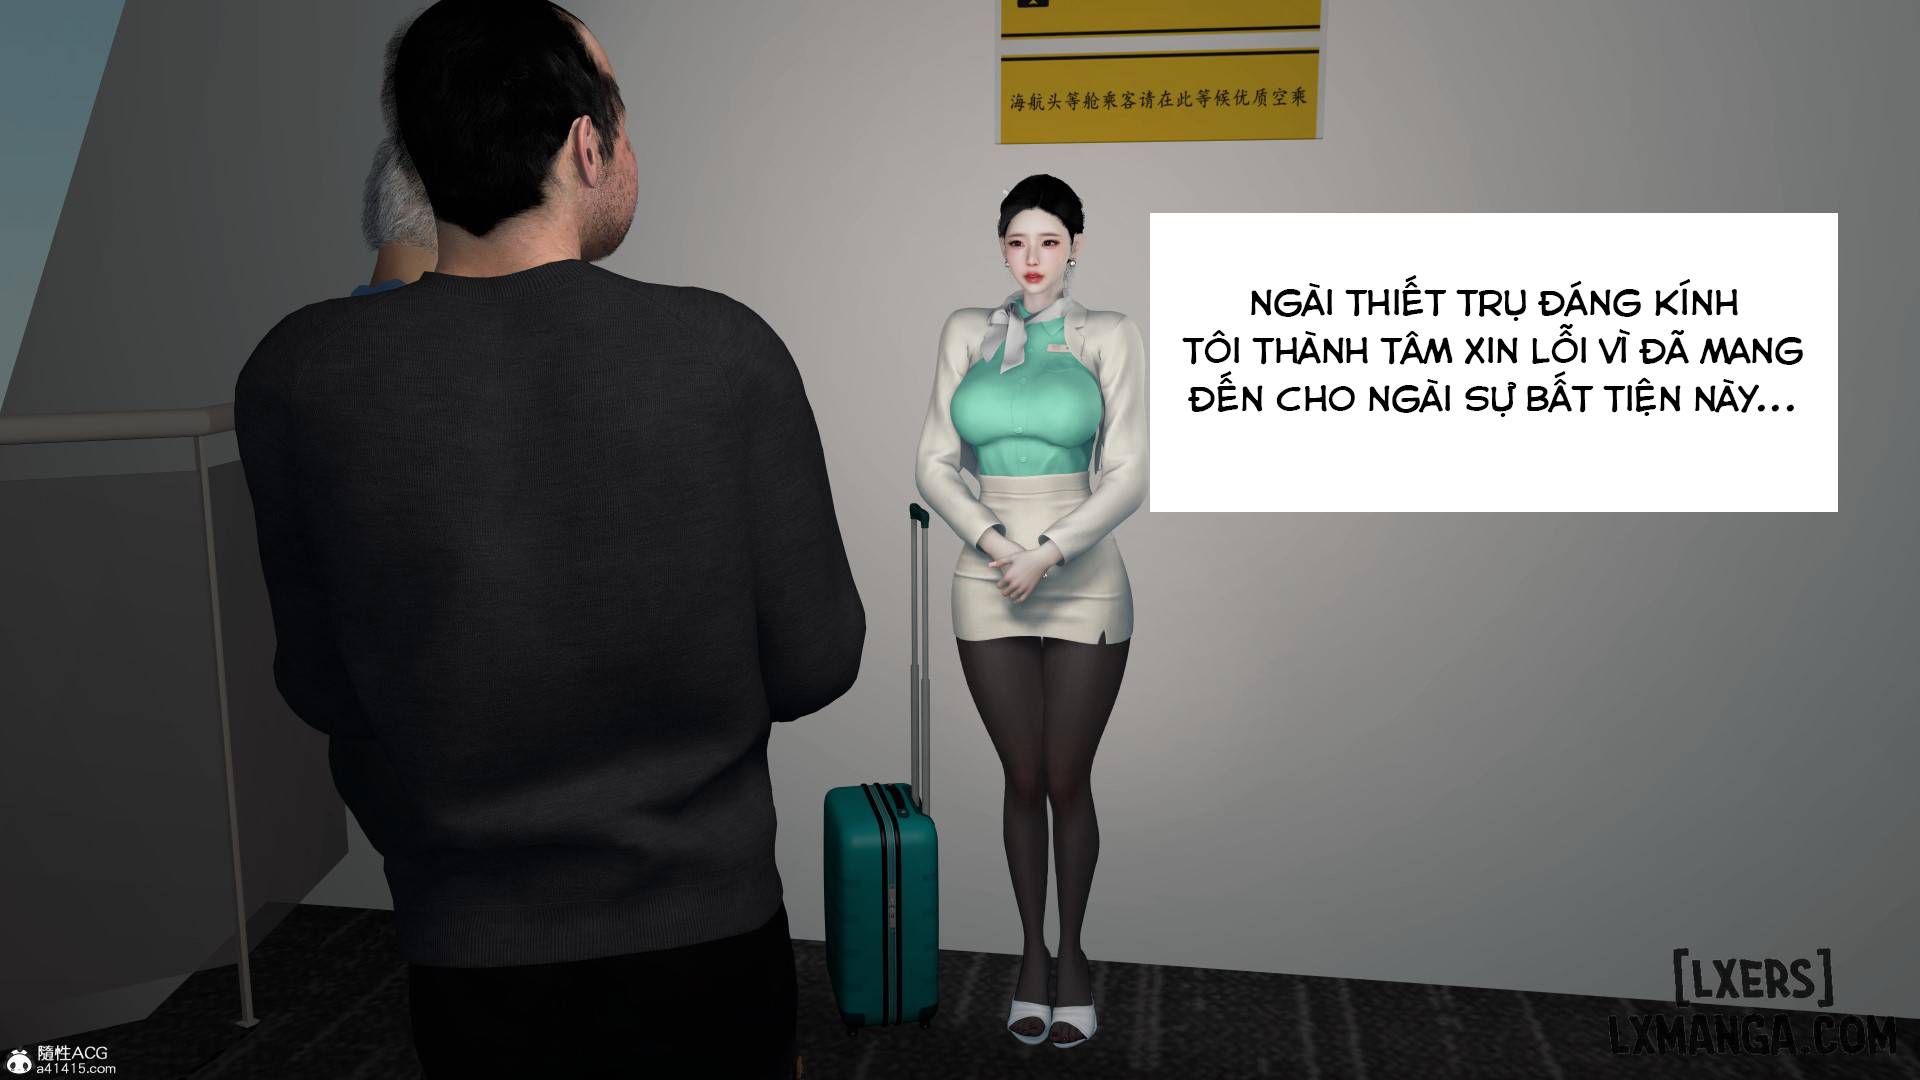 海航头等舱乘客请在此等候优质空乘
NGÀI THIẾT TRỤ ĐÁNG KÍNH
TÔI THÀNH TÂM XIN LỖI VÌ ĐÃ MANG
ĐẾN CHO NGÀI SỰ BẤT TIỆN NÀY...
[LXERS]
LXMANGA.COM
隨性ACG
a41415.com